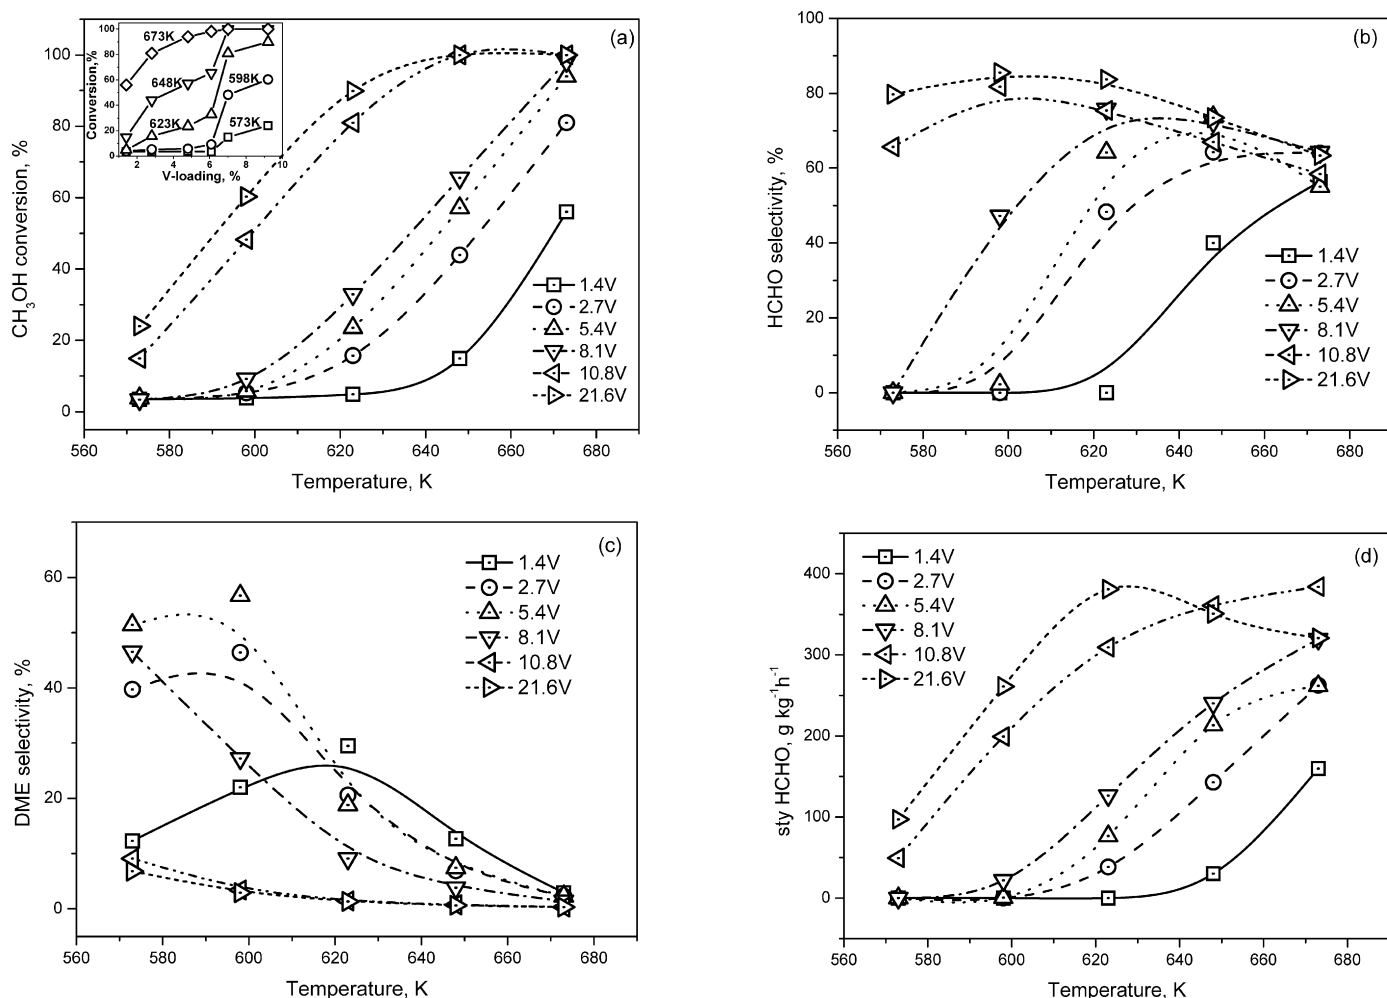 (a)
100
80
60
40
20
0
CH3OH conversion, %
560 580 600 620 640 660 680
Temperature, K
100
80
60
40
20
0
Conversion,%
2 4 6 8 10
V-loading, %
673K
648K
598K
623K
573K
1.4V
2.7V
5.4V
8.1V
10.8V
21.6V
(b)
100
80
60
40
20
0
HCHO selectivity, %
560 580 600 620 640 660 680
Temperature, K
1.4V
2.7V
5.4V
8.1V
10.8V
21.6V
(c)
60
40
20
0
DME selectivity, %
560 580 600 620 640 660 680
Temperature, K
1.4V
2.7V
5.4V
8.1V
10.8V
21.6V
(d)
400
300
200
100
0
sty HCHO, g kg-1h-1
560 580 600 620 640 660 680
Temperature, K
1.4V
2.7V
5.4V
8.1V
10.8V
21.6V